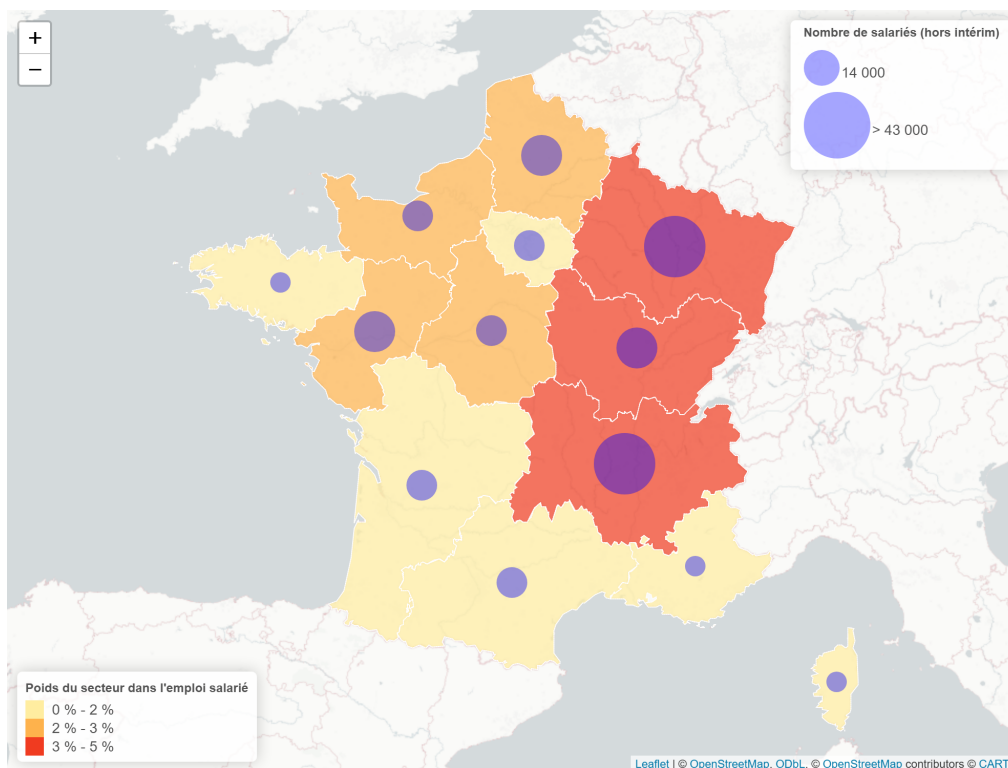 +
−
Nombre de salariés (hors intérim)
14 000
> 43 000
Poids du secteur dans l'emploi salarié
0 % - 2 %
2 % - 3 %
3 % - 5 %
Leaflet | © OpenStreetMap, ODbL, © OpenStreetMap contributors © CART